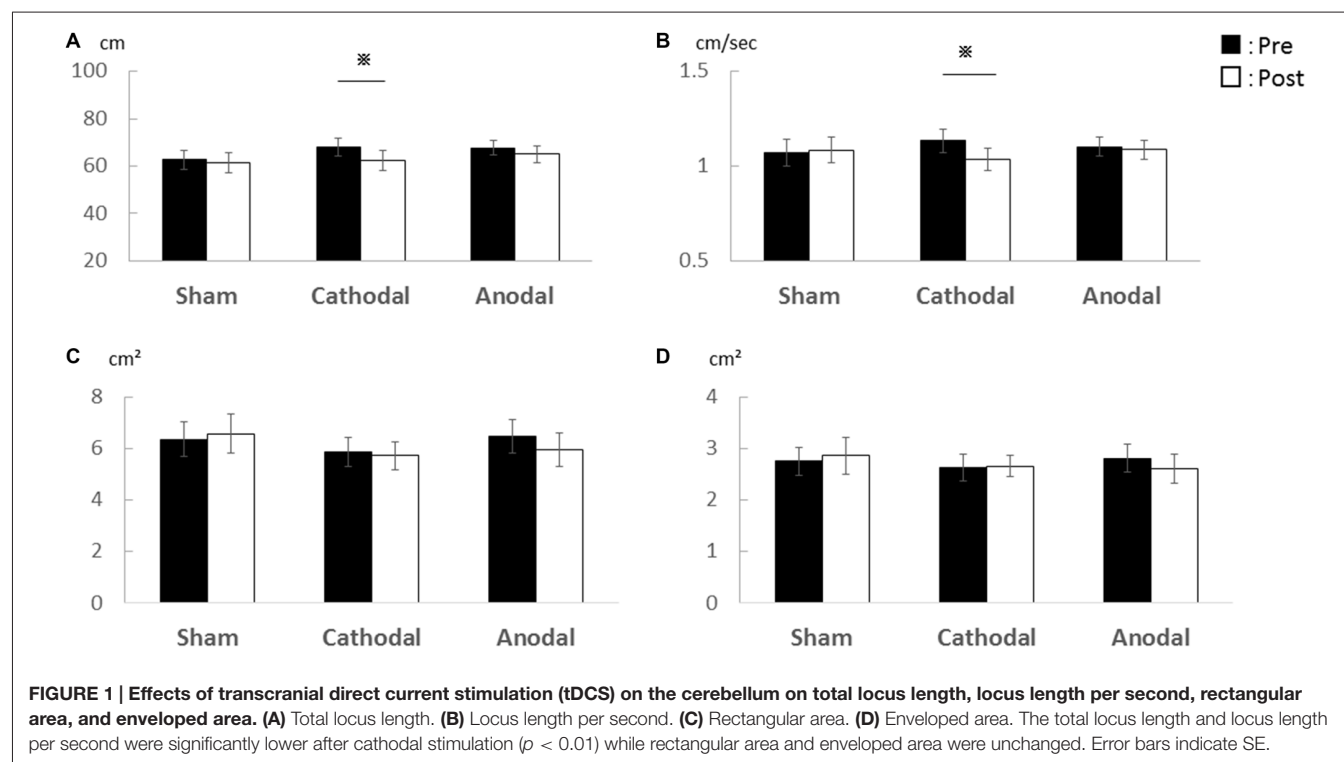 A cm
※
100
80
60
40
20
Sham Cathodal Anodal
B cm/sec
※
1.5
1
0.5
Sham Cathodal Anodal
: Pre
: Post
C cm²
8
6
4
2
0
Sham Cathodal Anodal
D cm²
4
3
2
1
0
Sham Cathodal Anodal
FIGURE 1 | Effects of transcranial direct current stimulation (tDCS) on the cerebellum on total locus length, locus length per second, rectangular
area, and enveloped area. (A) Total locus length. (B) Locus length per second. (C) Rectangular area. (D) Enveloped area. The total locus length and locus length
per second were significantly lower after cathodal stimulation (p < 0.01) while rectangular area and enveloped area were unchanged. Error bars indicate SE.